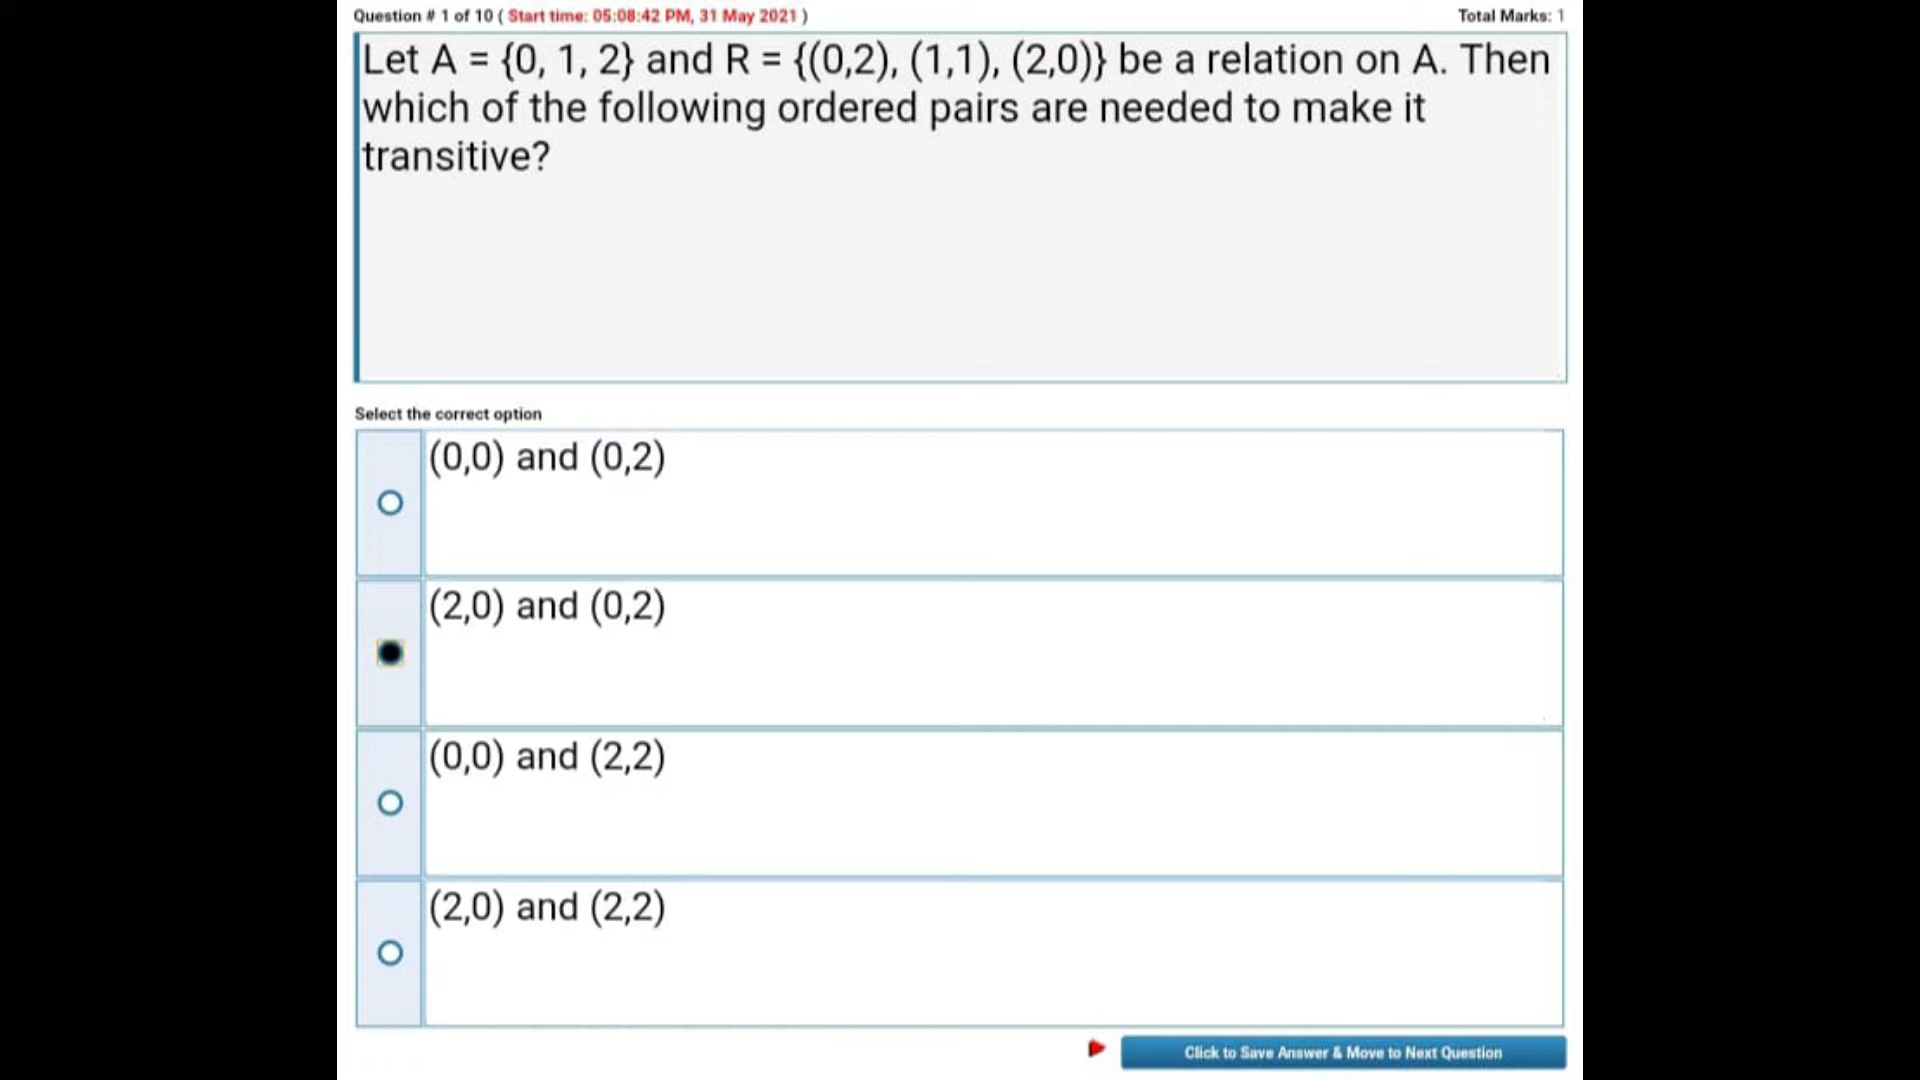 Question # 1 of 10 ( Start time: 05:08:42 PM, 31 May 2021 )
Total Marks: 1
Let A = {0, 1, 2} and R = {(0,2), (1,1), (2,0)} be a relation on A. Then
which of the following ordered pairs are needed to make it
transitive?
Select the correct option
(0,0) and (0,2)
(2,0) and (0,2)
(0,0) and (2,2)
(2,0) and (2,2)
Click to Save Answer & Move to Next Question